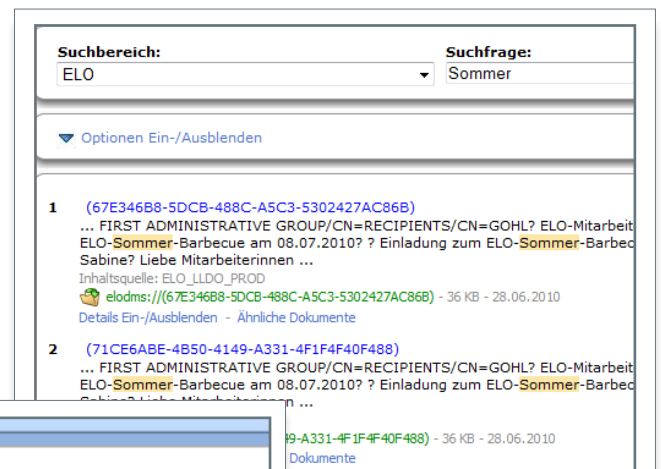 Suchbereich: Suchfrage:
ELO Sommer
Optionen Ein-/Ausblenden
1 (67E346B8-5DCB-488C-A5C3-5302427AC86B)
... FIRST ADMINISTRATIVE GROUP/CN=RECIPIENTS/CN=GOHL? ELO-Mitarbeit
ELO-Sommer-Barbecue am 08.07.2010? ? Einladung zum ELO-Sommer-Barbec
Sabine? Liebe Mitarbeiterinnen ...
Inhaltsquelle: ELO_LLDO_PROD
elodms://(67E346B8-5DCB-488C-A5C3-5302427AC86B) - 36 KB - 28.06.2010
Details Ein-/Ausblenden - Ähnliche Dokumente
2 (71CE6ABE-4B50-4149-A331-4F1F4F40F488)
... FIRST ADMINISTRATIVE GROUP/CN=RECIPIENTS/CN=GOHL? ELO-Mitarbeit
ELO-Sommer-Barbecue am 08.07.2010? ? Einladung zum ELO-Sommer-Barbec
Sabine? Liebe Mitarbeiterinnen ...
49-A331-4F1F4F40F488) - 36 KB - 28.06.2010
Dokumente